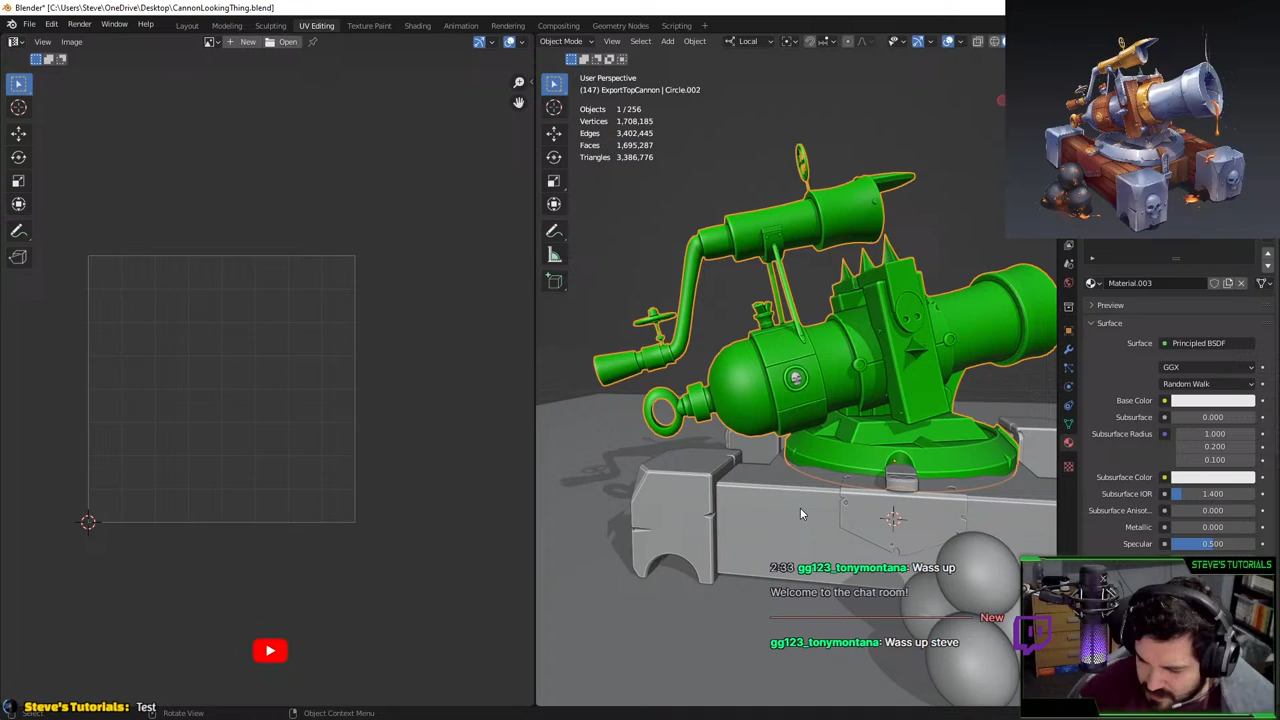 Blender* [C:\Users\Steve\OneDrive\Desktop\CannonLookingThing.blend]
File Edit Render Window Help Layout Modeling Sculpting UV Editing Texture Paint Shading Animation Rendering Compositing Geometry Nodes Scripting +
View Image New Open
Object Mode View Select Add Object Local
User Perspective
(147) ExportTopCannon | Circle.002
Objects 1 / 256
Vertices 1,708,185
Edges 3,402,445
Faces 1,695,287
Triangles 3,386,776
Material.003
Preview
Surface
Surface Principled BSDF
GGX
Random Walk
Base Color
Subsurface 0.000
Subsurface Radius 1.000
0.200
0.100
Subsurface Color
Subsurface IOR 1.400
Subsurface Anisot... 0.000
Metallic 0.000
Specular 0.500
2:33 gg123_tonymontana: Wass up
Welcome to the chat room!
New
gg123_tonymontana: Wass up steve
STEVE'S TUTORIALS
Steve's Tutorials: Test
Select Rotate View Object Context Menu